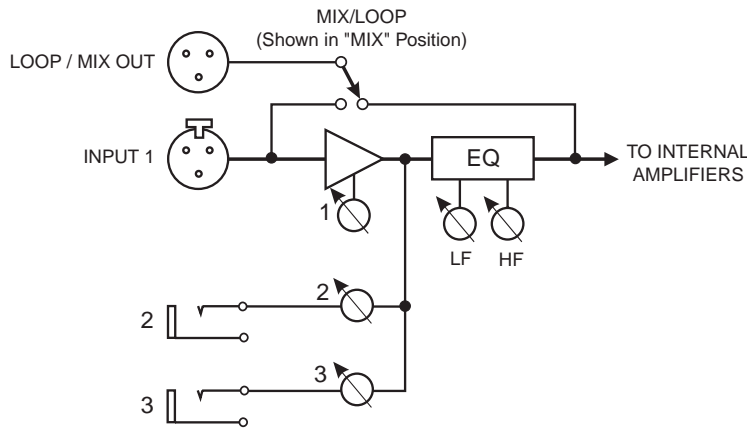 MIX/LOOP
(Shown in "MIX" Position)
LOOP / MIX OUT
INPUT 1
EQ
TO INTERNAL
AMPLIFIERS
1
LF
HF
2
2
3
3